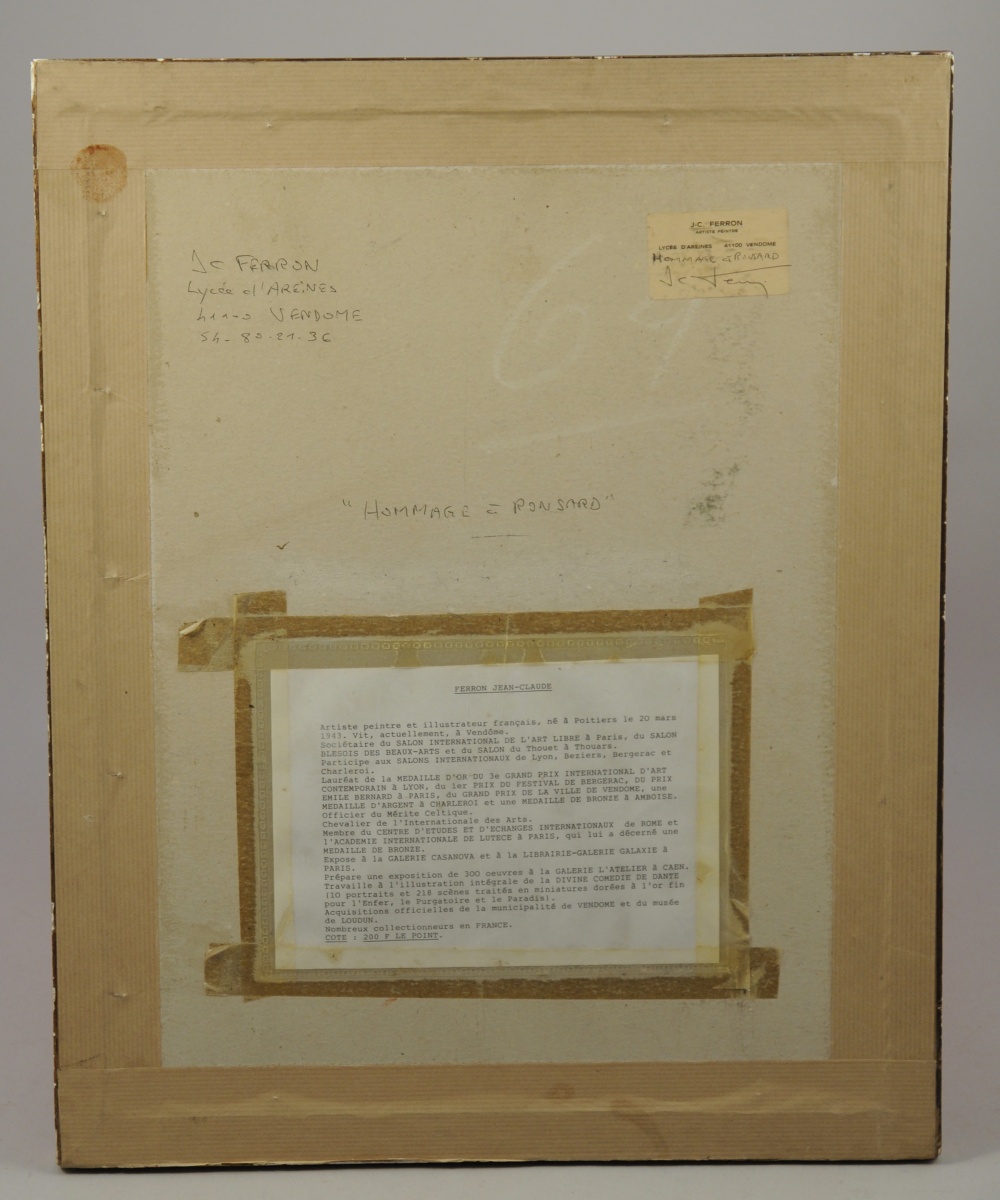 Jc FERRON
Lycée d'AREINES
41100 VENDOME
54-80-21-36
J.C. FERRON
ARTISTE PEINTRE
LYCÉE D'AREINES 41100 VENDOME
HOMMAGE à RONSARD
Jc Ferron
"HOMMAGE à RONSARD"
FERRON JEAN-CLAUDE
Artiste peintre et illustrateur français, né à Poitiers le 20 mars
1943. Vit, actuellement, à Vendôme.
Sociétaire du SALON INTERNATIONAL DE L'ART LIBRE à Paris, du SALON
BLESOIS DES BEAUX-ARTS et du SALON du Thouet à Thouars.
Participe aux SALONS INTERNATIONAUX de Lyon, Beziers, Bergerac et
Charleroi.
Lauréat de la MEDAILLE D'OR DU 3e GRAND PRIX INTERNATIONAL D'ART
CONTEMPORAIN à LYON, du 1er PRIX DU FESTIVAL DE BERGERAC, DU PRIX
EMILE BERNARD à PARIS, du GRAND PRIX DE LA VILLE DE VENDOME, une
MEDAILLE D'ARGENT à CHARLEROI et une MEDAILLE DE BRONZE à AMBOISE.
Officier du Mérite Celtique.
Chevalier de l'Internationale des Arts.
Membre du CENTRE D'ETUDES ET D'ECHANGES INTERNATIONAUX de ROME et
l'ACADEMIE INTERNATIONALE DE LUTECE à PARIS, qui lui a décerné une
MEDAILLE DE BRONZE.
Expose à la GALERIE CASANOVA et à la LIBRAIRIE-GALERIE GALAXIE à
PARIS.
Prépare une exposition de 300 oeuvres à la GALERIE L'ATELIER à CAEN.
Travaille à l'illustration intégrale de la DIVINE COMEDIE DE DANTE
(10 portraits et 218 scènes traités en miniatures dorées à l'or fin
pour l'Enfer, le Purgatoire et le Paradis).
Acquisitions officielles de la municipalité de VENDOME et du musée
de LOUDUN.
Nombreux collectionneurs en FRANCE.
COTE : 200 F LE POINT.